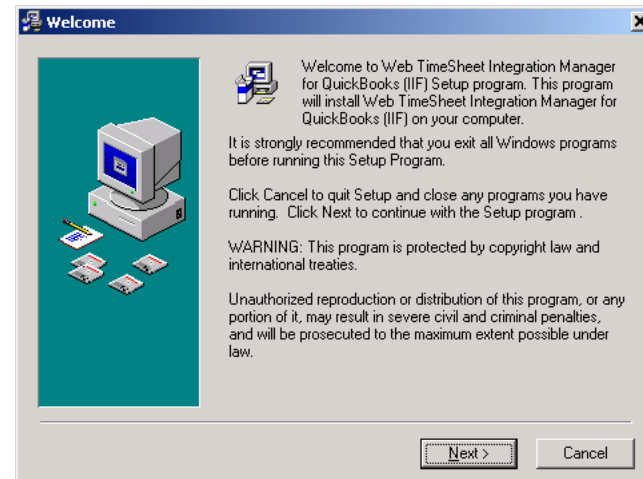 Welcome
Welcome to Web TimeSheet Integration Manager
for QuickBooks (IIF) Setup program. This program
will install Web TimeSheet Integration Manager for
QuickBooks (IIF) on your computer.
It is strongly recommended that you exit all Windows programs
before running this Setup Program.
Click Cancel to quit Setup and close any programs you have
running. Click Next to continue with the Setup program .
WARNING: This program is protected by copyright law and
international treaties.
Unauthorized reproduction or distribution of this program, or any
portion of it, may result in severe civil and criminal penalties,
and will be prosecuted to the maximum extent possible under
law.
Next > Cancel